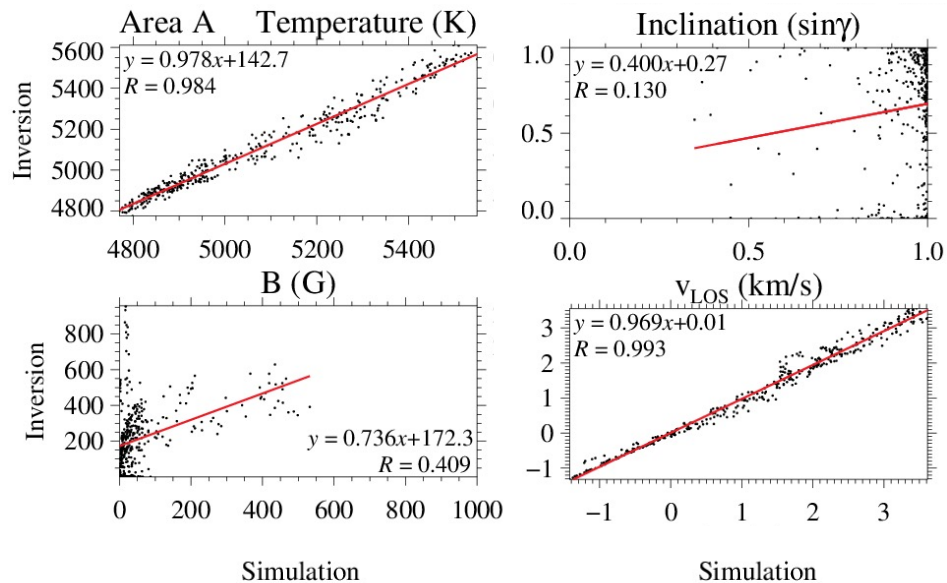 Area A Temperature (K)
y = 0.978x+142.7
R = 0.984
5600
5400
5200
5000
4800
Inversion
4800 5000 5200 5400
Inclination (sinγ)
y = 0.400x+0.27
R = 0.130
1.0
0.5
0.0
0.0 0.5 1.0
B (G)
800
600
400
200
Inversion
y = 0.736x+172.3
R = 0.409
0 200 400 600 800 1000
Simulation
vLOS (km/s)
y = 0.969x+0.01
R = 0.993
3
2
1
0
−1
−1 0 1 2 3
Simulation